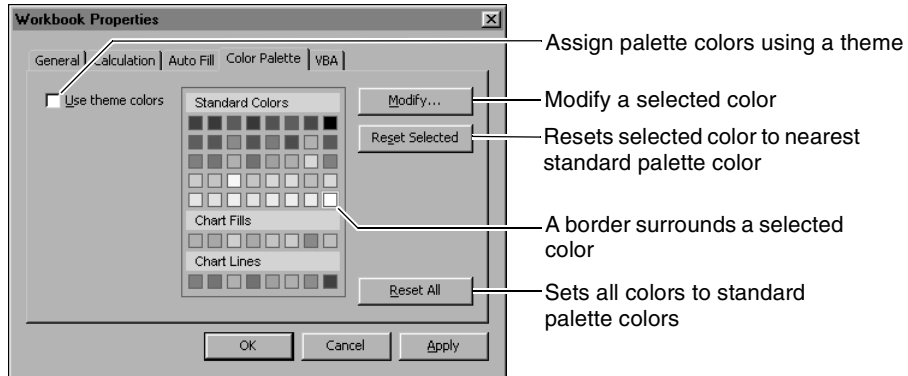 Workbook Properties
General Calculation Auto Fill Color Palette VBA
Use theme colors
Standard Colors
Chart Fills
Chart Lines
Modify...
Reset Selected
Reset All
OK Cancel Apply
Assign palette colors using a theme
Modify a selected color
Resets selected color to nearest
standard palette color
A border surrounds a selected
color
Sets all colors to standard
palette colors